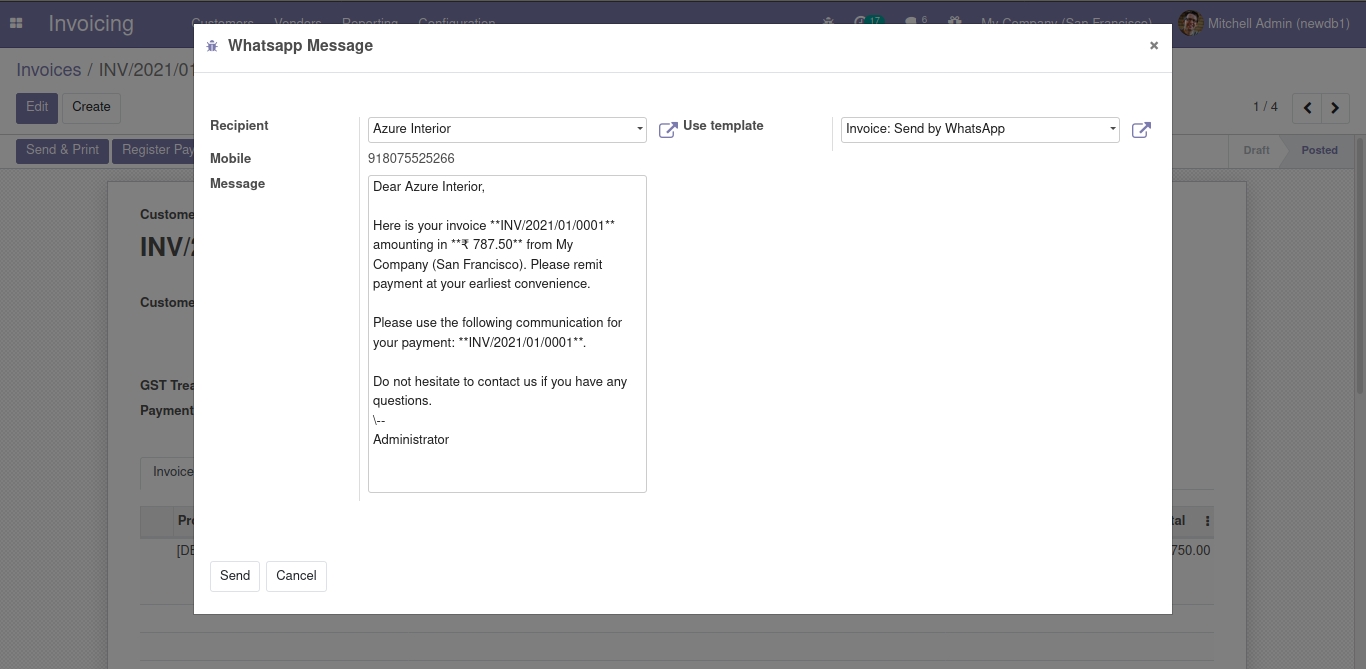 Invoicing
Customers Vendors Reporting Configuration
17
6
My Company (San Francisco)
Mitchell Admin (newdb1)
Invoices / INV/2021/01
Edit
Create
1 / 4
Send & Print
Register Pay
Draft
Posted
Custome
INV/2
Custome
GST Trea
Payment
Invoice
Pro
tal
[DE
750.00
Whatsapp Message
×
Recipient
Azure Interior
Use template
Invoice: Send by WhatsApp
Mobile
918075525266
Message
Dear Azure Interior,
Here is your invoice **INV/2021/01/0001**
amounting in **₹ 787.50** from My
Company (San Francisco). Please remit
payment at your earliest convenience.
Please use the following communication for
your payment: **INV/2021/01/0001**.
Do not hesitate to contact us if you have any
questions.
\--
Administrator
Send
Cancel